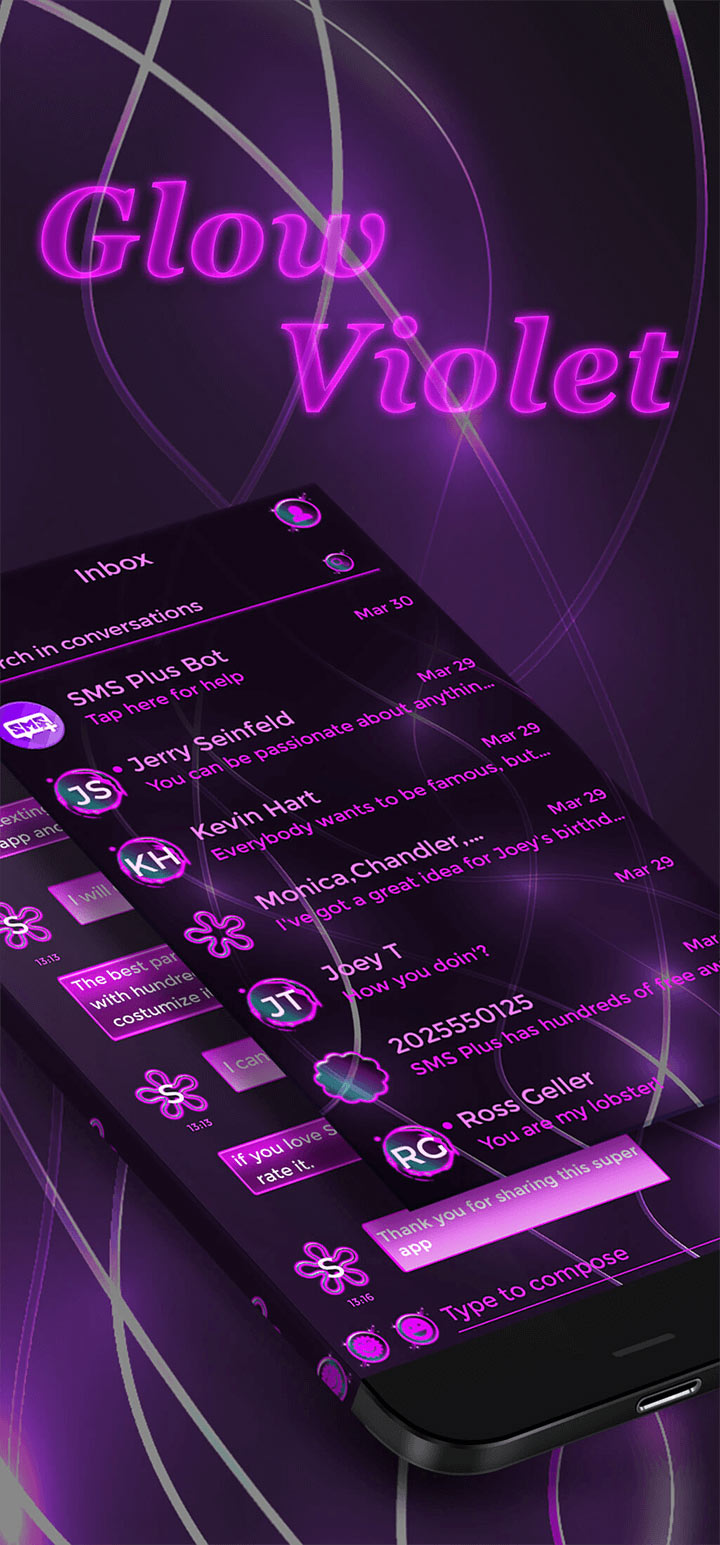 Glow
Violet
Inbox
rch in conversations
SMS Plus Bot
Mar 30
Tap here for help
SMS
Jerry Seinfeld
Mar 29
You can be passionate about anythin...
JS
Kevin Hart
Mar 29
Everybody wants to be famous, but...
KH
Monica,Chandler,...
Mar 29
I've got a great idea for Joey's birthd...
Joey T
Mar 29
How you doin'?
JT
2025550125
Mar
SMS Plus has hundreds of free aw
Ross Geller
You are my lobster!
RG
app and
I will
S
13:13
The best par
with hundre
costumize i
I can
S
13:13
if you love S
rate it.
Thank you for sharing this super
app
S
13:16
Type to compose